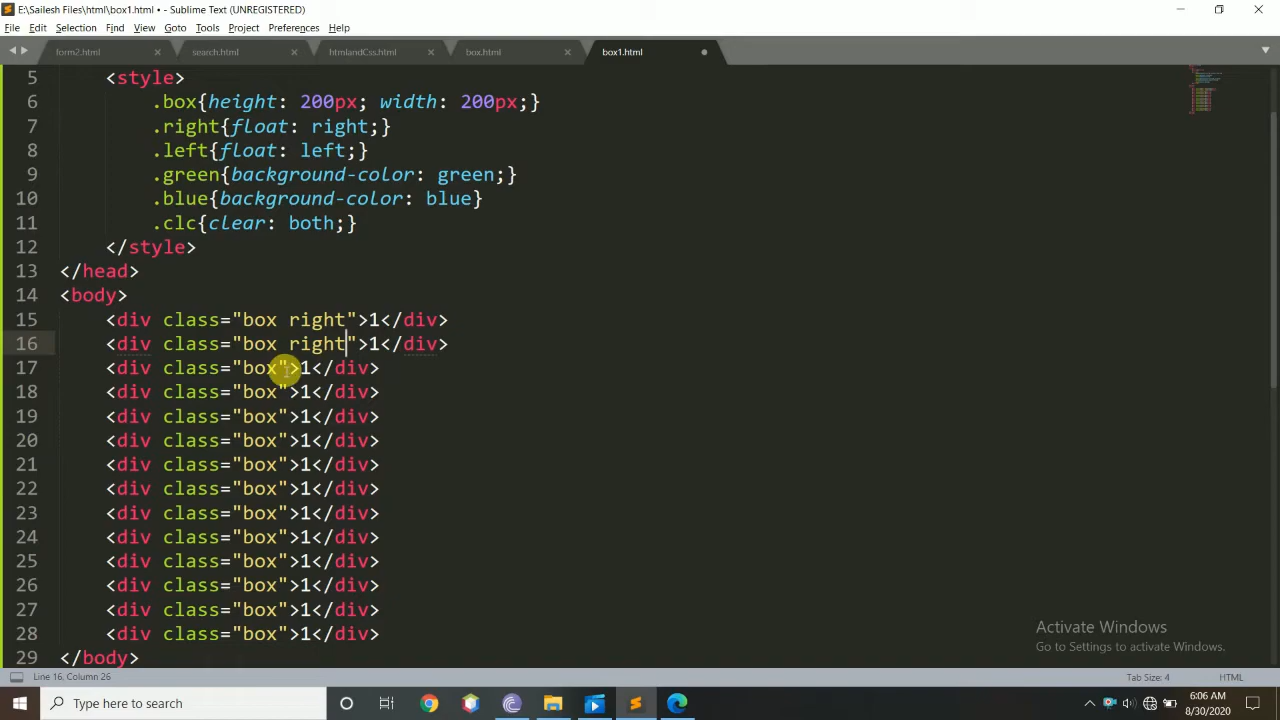 E:\Sailesh Files\html\box1.html • - Sublime Text (UNREGISTERED)
File Edit Selection Find View Goto Tools Project Preferences Help
form2.html search.html htmlandCss.html box.html box1.html
5 <style>
6 .box{height: 200px; width: 200px;}
7 .right{float: right;}
8 .left{float: left;}
9 .green{background-color: green;}
10 .blue{background-color: blue}
11 .clc{clear: both;}
12 </style>
13 </head>
14 <body>
15 <div class="box right">1</div>
16 <div class="box right">1</div>
17 <div class="box">1</div>
18 <div class="box">1</div>
19 <div class="box">1</div>
20 <div class="box">1</div>
21 <div class="box">1</div>
22 <div class="box">1</div>
23 <div class="box">1</div>
24 <div class="box">1</div>
25 <div class="box">1</div>
26 <div class="box">1</div>
27 <div class="box">1</div>
28 <div class="box">1</div>
29 </body>
Activate Windows
Go to Settings to activate Windows.
Line 16, Column 26 Tab Size: 4 HTML
Type here to search
6:06 AM
8/30/2020